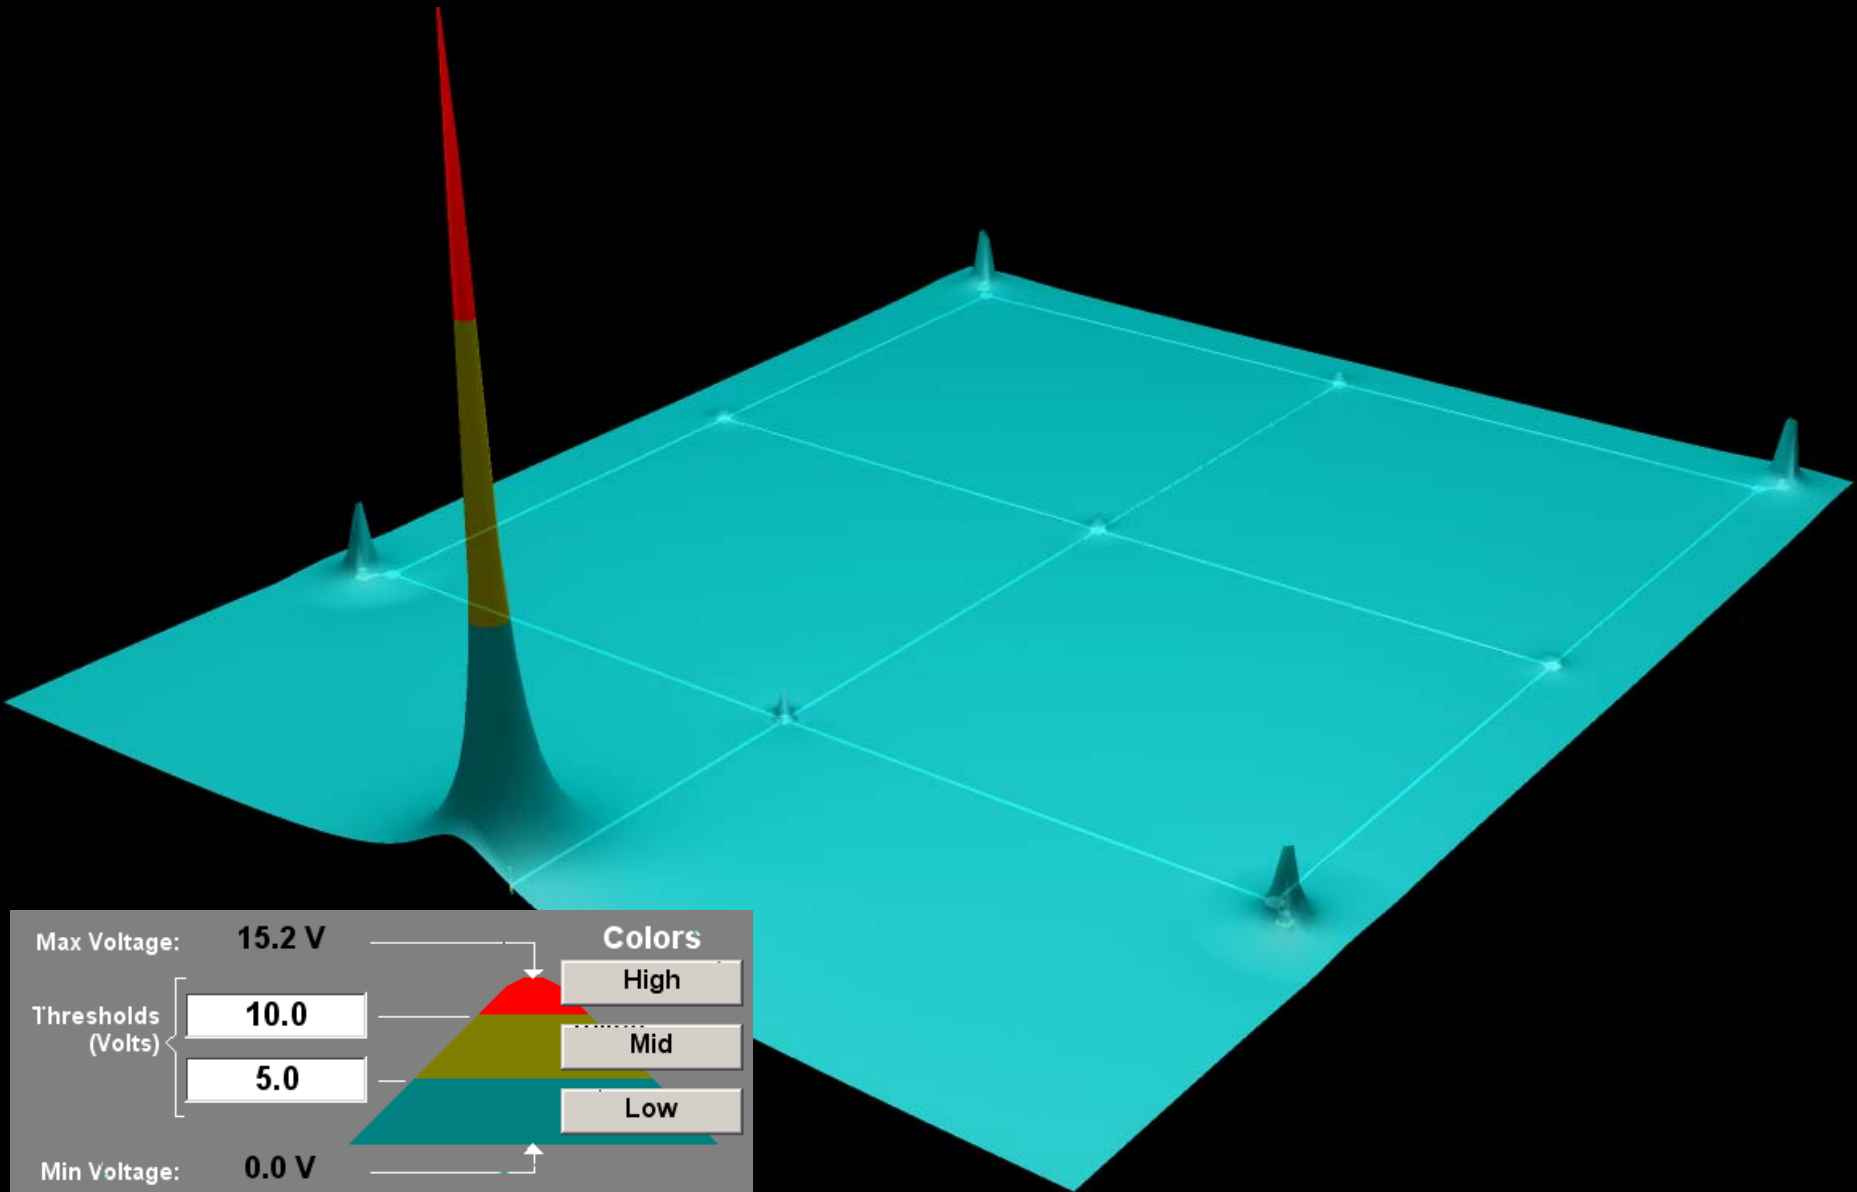 Max Voltage: 15.2 V
Colors
High
Thresholds
(Volts)
10.0
Mid
5.0
Low
Min Voltage: 0.0 V